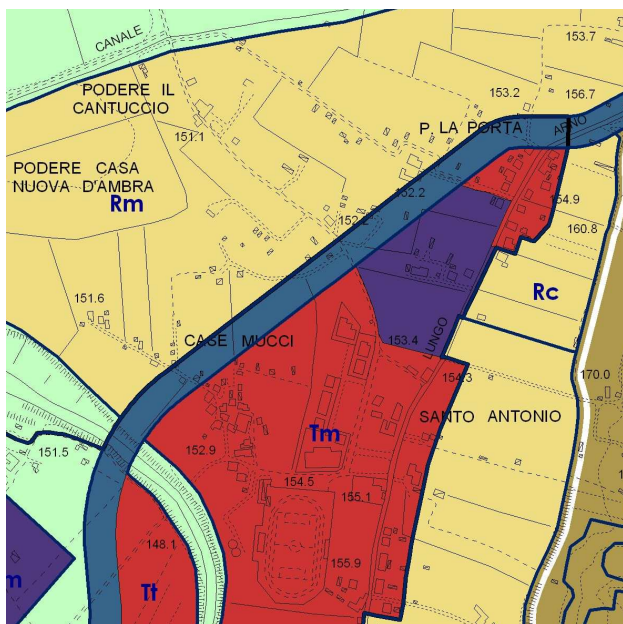 CANALE
153.7
PODERE IL
CANTUCCIO
153.2
156.7
151.1
P. LA PORTA
ARNO
PODERE CASA
NUOVA D'AMBRA
Rm
152.2
154.9
160.8
151.6
Rc
LUNGO
153.4
CASE MUCCI
154.3
170.0
SANTO ANTONIO
Tm
152.9
151.5
154.5
155.1
148.1
155.9
m
Tt